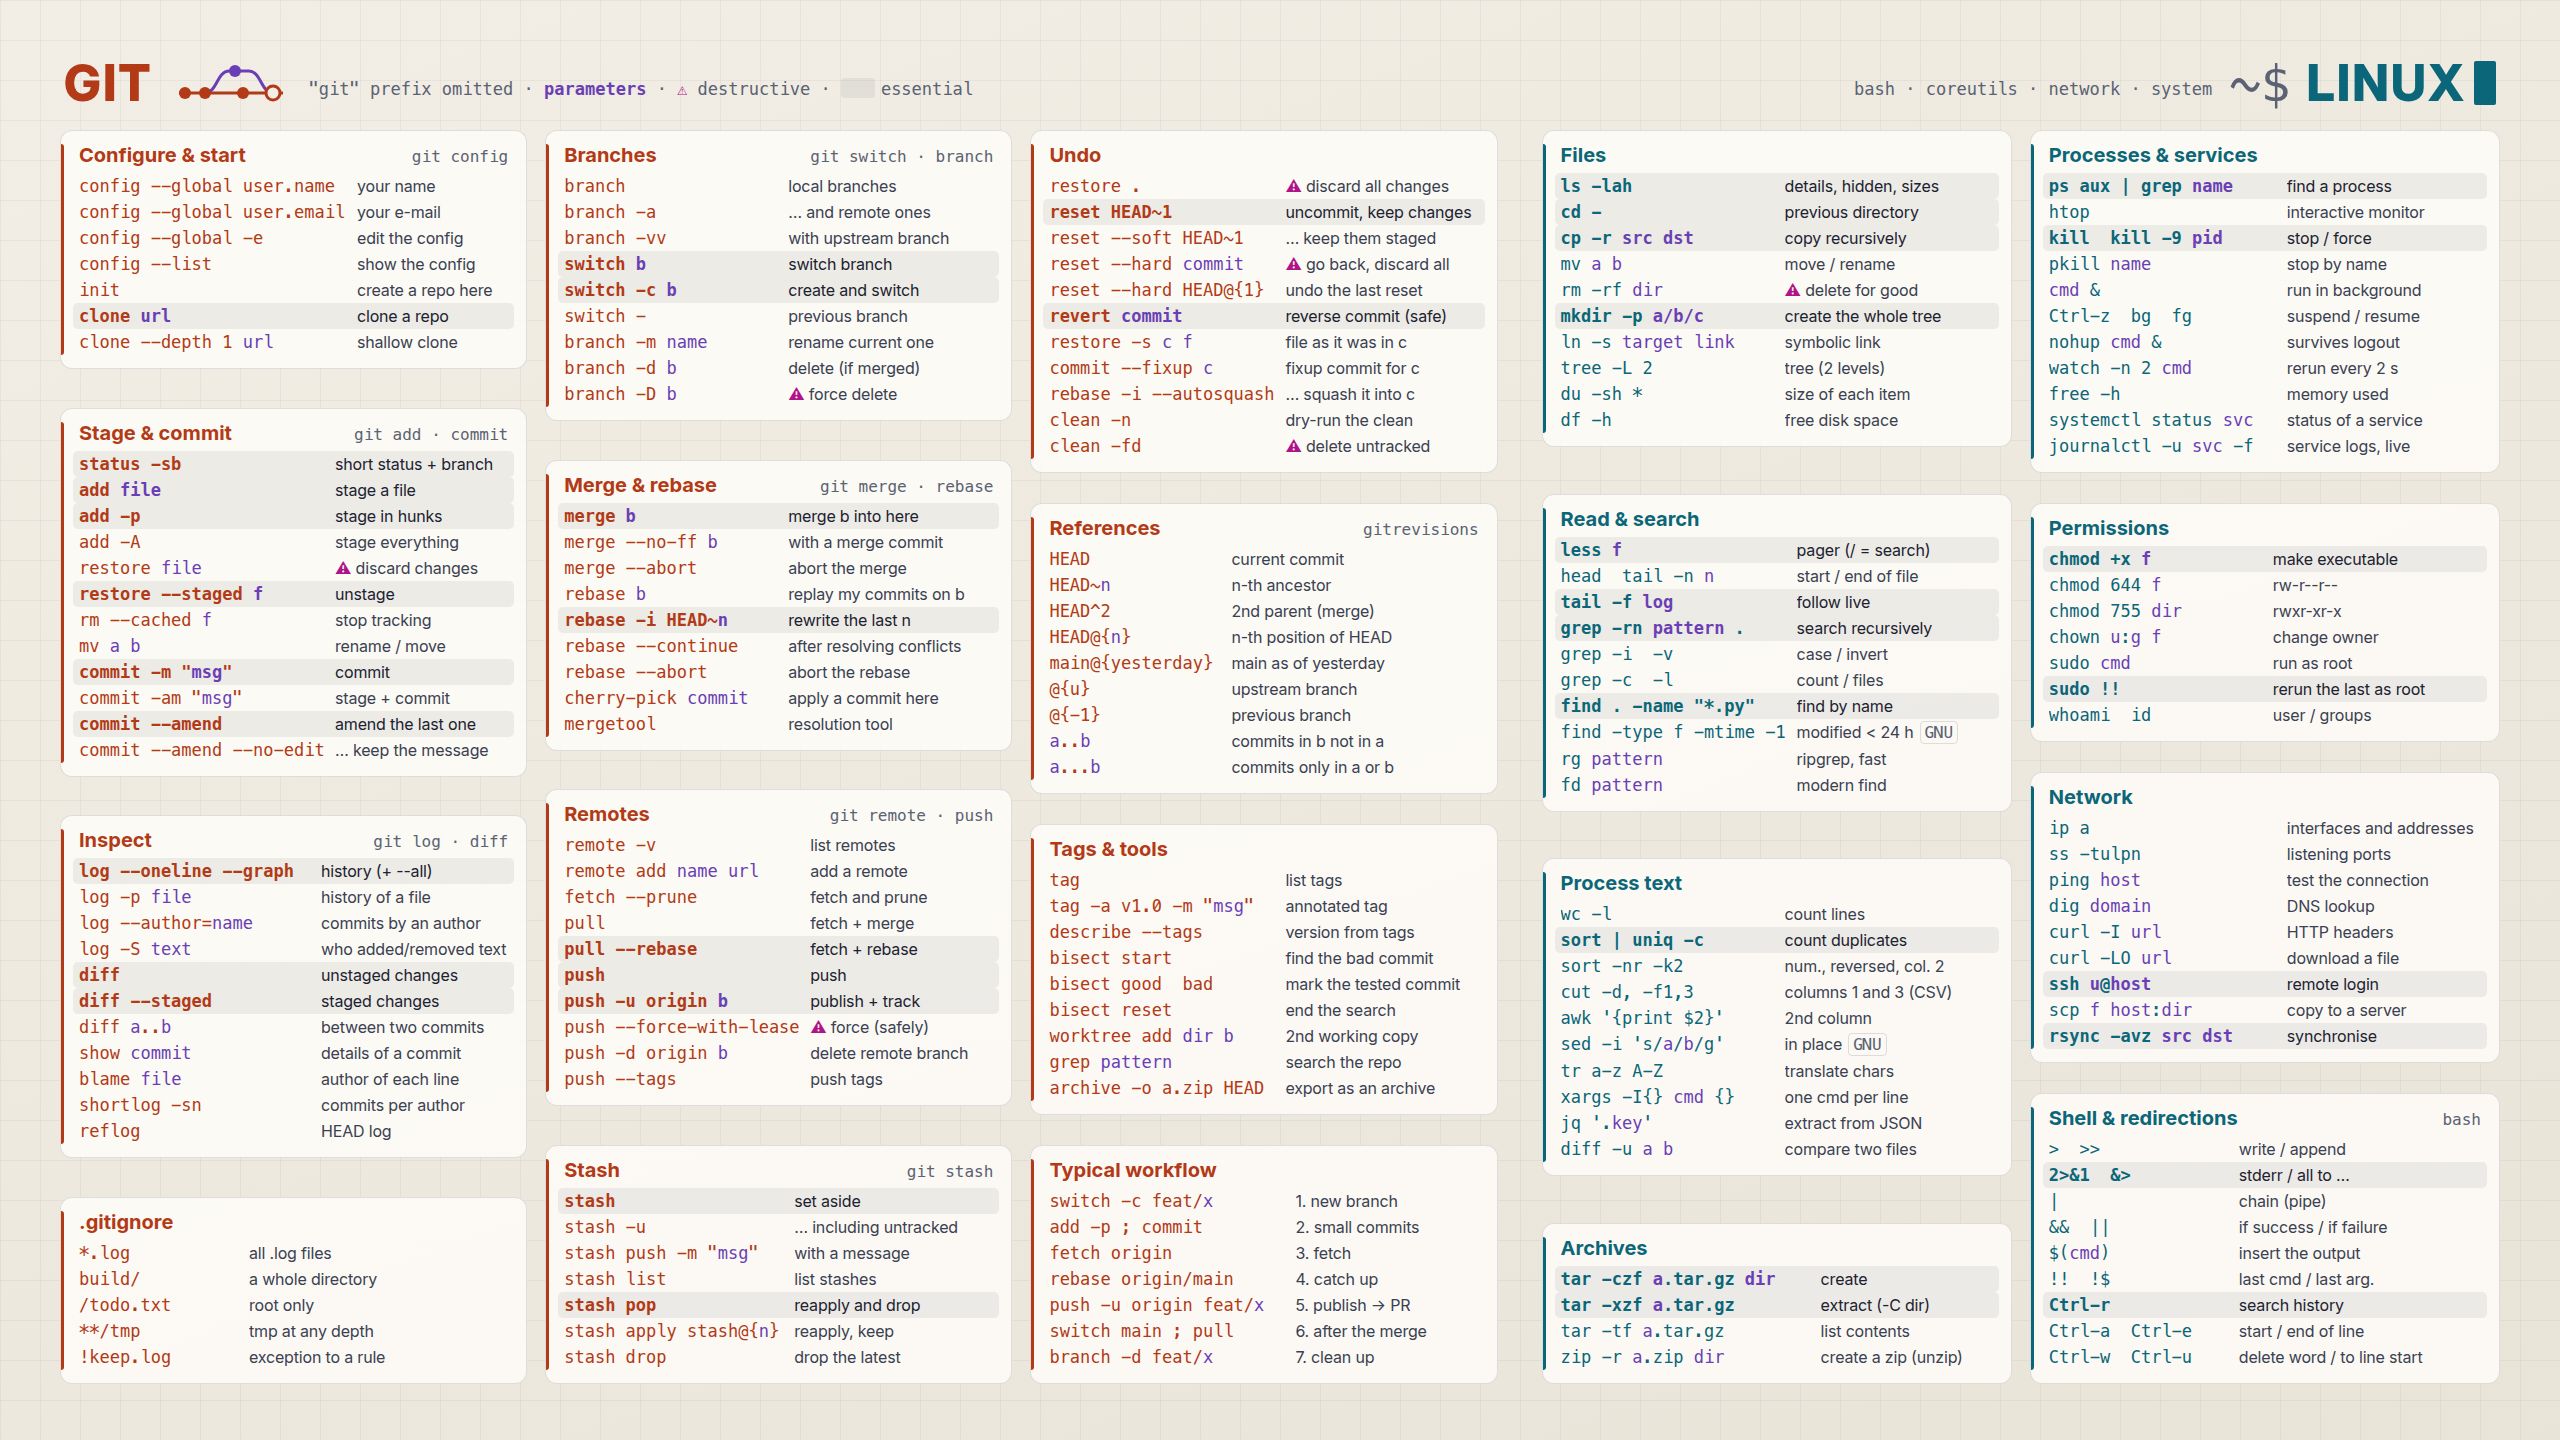 GIT
"git" prefix omitted · parameters · ⚠ destructive · essential
bash · coreutils · network · system
~$ LINUX
Configure & start git config
config --global user.name your name
config --global user.email your e-mail
config --global -e edit the config
config --list show the config
init create a repo here
clone url clone a repo
clone --depth 1 url shallow clone
Stage & commit git add · commit
status -sb short status + branch
add file stage a file
add -p stage in hunks
add -A stage everything
restore file ⚠ discard changes
restore --staged f unstage
rm --cached f stop tracking
mv a b rename / move
commit -m "msg" commit
commit -am "msg" stage + commit
commit --amend amend the last one
commit --amend --no-edit … keep the message
Inspect git log · diff
log --oneline --graph history (+ --all)
log -p file history of a file
log --author=name commits by an author
log -S text who added/removed text
diff unstaged changes
diff --staged staged changes
diff a..b between two commits
show commit details of a commit
blame file author of each line
shortlog -sn commits per author
reflog HEAD log
.gitignore
*.log all .log files
build/ a whole directory
/todo.txt root only
**/tmp tmp at any depth
!keep.log exception to a rule
Branches git switch · branch
branch local branches
branch -a … and remote ones
branch -vv with upstream branch
switch b switch branch
switch -c b create and switch
switch - previous branch
branch -m name rename current one
branch -d b delete (if merged)
branch -D b ⚠ force delete
Merge & rebase git merge · rebase
merge b merge b into here
merge --no-ff b with a merge commit
merge --abort abort the merge
rebase b replay my commits on b
rebase -i HEAD~n rewrite the last n
rebase --continue after resolving conflicts
rebase --abort abort the rebase
cherry-pick commit apply a commit here
mergetool resolution tool
Remotes git remote · push
remote -v list remotes
remote add name url add a remote
fetch --prune fetch and prune
pull fetch + merge
pull --rebase fetch + rebase
push push
push -u origin b publish + track
push --force-with-lease ⚠ force (safely)
push -d origin b delete remote branch
push --tags push tags
Stash git stash
stash set aside
stash -u … including untracked
stash push -m "msg" with a message
stash list list stashes
stash pop reapply and drop
stash apply stash@{n} reapply, keep
stash drop drop the latest
Undo
restore . ⚠ discard all changes
reset HEAD~1 uncommit, keep changes
reset --soft HEAD~1 … keep them staged
reset --hard commit ⚠ go back, discard all
reset --hard HEAD@{1} undo the last reset
revert commit reverse commit (safe)
restore -s c f file as it was in c
commit --fixup c fixup commit for c
rebase -i --autosquash … squash it into c
clean -n dry-run the clean
clean -fd ⚠ delete untracked
References gitrevisions
HEAD current commit
HEAD~n n-th ancestor
HEAD^2 2nd parent (merge)
HEAD@{n} n-th position of HEAD
main@{yesterday} main as of yesterday
@{u} upstream branch
@{-1} previous branch
a..b commits in b not in a
a...b commits only in a or b
Tags & tools
tag list tags
tag -a v1.0 -m "msg" annotated tag
describe --tags version from tags
bisect start find the bad commit
bisect good bad mark the tested commit
bisect reset end the search
worktree add dir b 2nd working copy
grep pattern search the repo
archive -o a.zip HEAD export as an archive
Typical workflow
switch -c feat/x 1. new branch
add -p ; commit 2. small commits
fetch origin 3. fetch
rebase origin/main 4. catch up
push -u origin feat/x 5. publish → PR
switch main ; pull 6. after the merge
branch -d feat/x 7. clean up
Files
ls -lah details, hidden, sizes
cd - previous directory
cp -r src dst copy recursively
mv a b move / rename
rm -rf dir ⚠ delete for good
mkdir -p a/b/c create the whole tree
ln -s target link symbolic link
tree -L 2 tree (2 levels)
du -sh * size of each item
df -h free disk space
Read & search
less f pager (/ = search)
head tail -n n start / end of file
tail -f log follow live
grep -rn pattern . search recursively
grep -i -v case / invert
grep -c -l count / files
find . -name "*.py" find by name
find -type f -mtime -1 modified < 24 h GNU
rg pattern ripgrep, fast
fd pattern modern find
Process text
wc -l count lines
sort | uniq -c count duplicates
sort -nr -k2 num., reversed, col. 2
cut -d, -f1,3 columns 1 and 3 (CSV)
awk '{print $2}' 2nd column
sed -i 's/a/b/g' in place GNU
tr a-z A-Z translate chars
xargs -I{} cmd {} one cmd per line
jq '.key' extract from JSON
diff -u a b compare two files
Archives
tar -czf a.tar.gz dir create
tar -xzf a.tar.gz extract (-C dir)
tar -tf a.tar.gz list contents
zip -r a.zip dir create a zip (unzip)
Processes & services
ps aux | grep name find a process
htop interactive monitor
kill kill -9 pid stop / force
pkill name stop by name
cmd & run in background
Ctrl-z bg fg suspend / resume
nohup cmd & survives logout
watch -n 2 cmd rerun every 2 s
free -h memory used
systemctl status svc status of a service
journalctl -u svc -f service logs, live
Permissions
chmod +x f make executable
chmod 644 f rw-r--r--
chmod 755 dir rwxr-xr-x
chown u:g f change owner
sudo cmd run as root
sudo !! rerun the last as root
whoami id user / groups
Network
ip a interfaces and addresses
ss -tulpn listening ports
ping host test the connection
dig domain DNS lookup
curl -I url HTTP headers
curl -LO url download a file
ssh u@host remote login
scp f host:dir copy to a server
rsync -avz src dst synchronise
Shell & redirections bash
> >> write / append
2>&1 &> stderr / all to …
| chain (pipe)
&& || if success / if failure
$(cmd) insert the output
!! !$ last cmd / last arg.
Ctrl-r search history
Ctrl-a Ctrl-e start / end of line
Ctrl-w Ctrl-u delete word / to line start